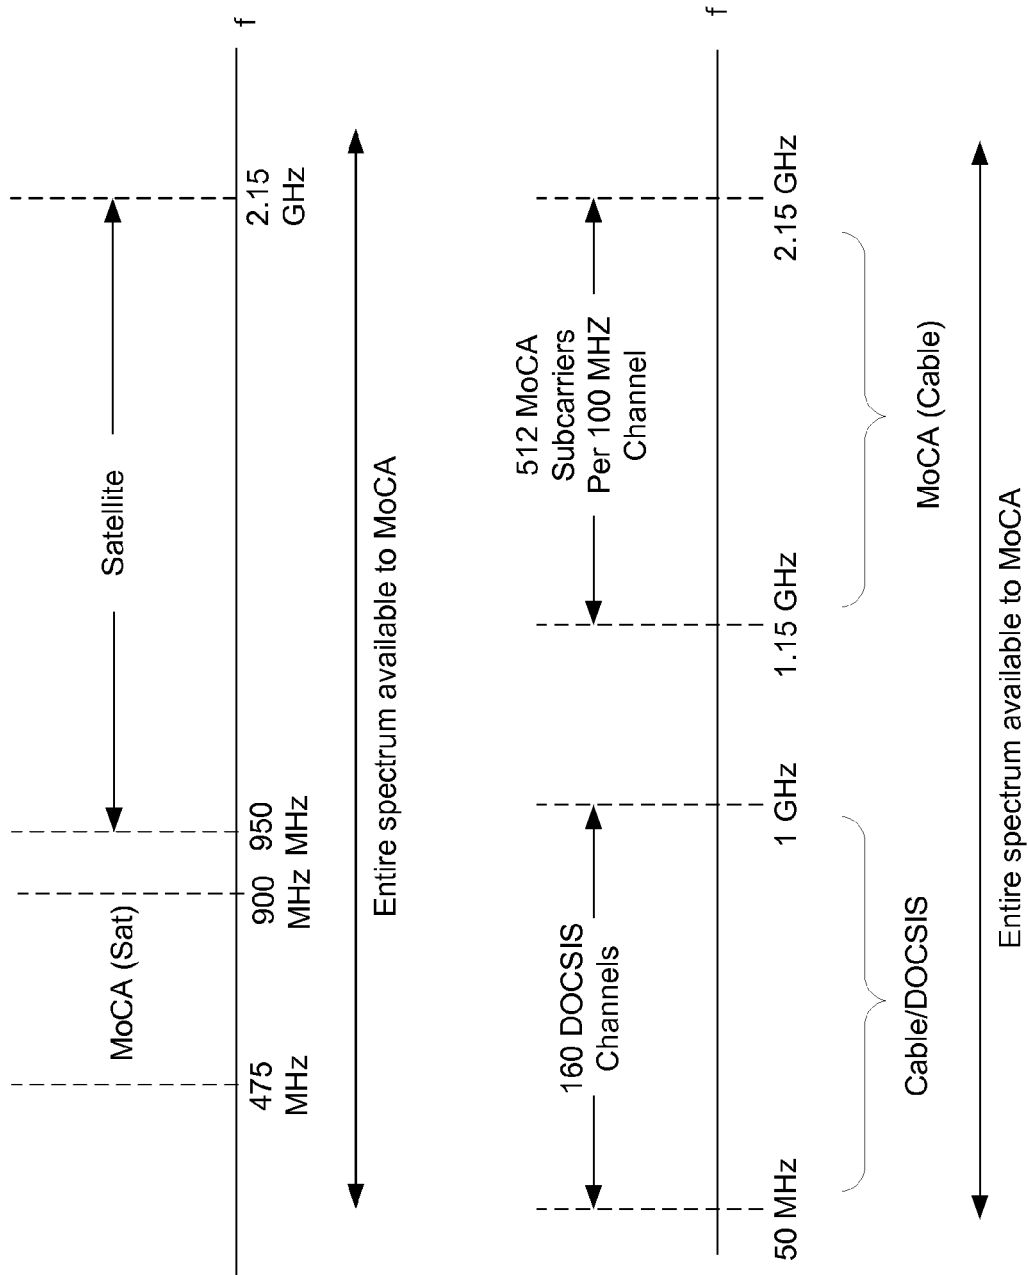 MoCA (Sat)
Satellite
475
MHz
900
MHz
950
MHz
2.15
GHz
f
Entire spectrum available to MoCA
160 DOCSIS
Channels
512 MoCA
Subcarriers
Per 100 MHZ
Channel
f
50 MHz
1 GHz
1.15 GHz
2.15 GHz
Cable/DOCSIS
MoCA (Cable)
Entire spectrum available to MoCA